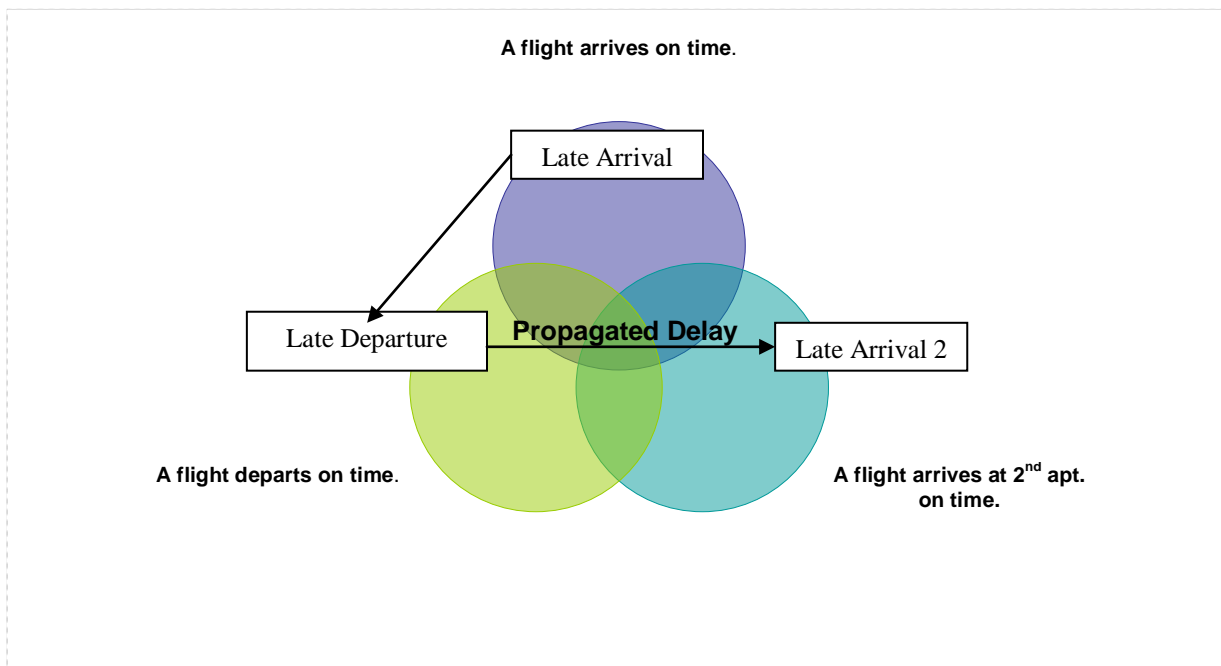 A flight arrives on time.
Late Arrival
Late Departure
Propagated Delay
Late Arrival 2
A flight departs on time.
A flight arrives at 2nd apt.
on time.